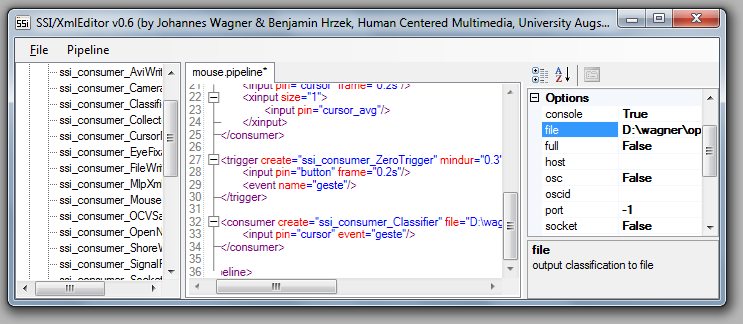 SSI/XmlEditor v0.6 (by Johannes Wagner & Benjamin Hrzek, Human Centered Multimedia, University Augs...
File Pipeline
ssi_consumer_AviWrit
ssi_consumer_Camera
ssi_consumer_Classifi
ssi_consumer_Collect
ssi_consumer_CursorI
ssi_consumer_EyeFixa
ssi_consumer_FileWrit
ssi_consumer_MlpXml
ssi_consumer_Mouse
ssi_consumer_OCVSa
ssi_consumer_OpenN
ssi_consumer_ShoreW
ssi_consumer_SignalF
ssi_consumer_Socket
mouse.pipeline*
21 <input pin="cursor" frame="0.2s"/>
22 <xinput size="1">
23 <input pin="cursor_avg"/>
24 </xinput>
25 </consumer>
26
27 <trigger create="ssi_consumer_ZeroTrigger" mindur="0.3"
28 <input pin="button" frame="0.2s"/>
29 <event name="geste"/>
30 </trigger>
31
32 <consumer create="ssi_consumer_Classifier" file="D:\wag
33 <input pin="cursor" event="geste"/>
34 </consumer>
35
36 eline>
Options
console True
file D:\wagner\op
full False
host
osc False
oscid
port -1
socket False
file
output classification to file